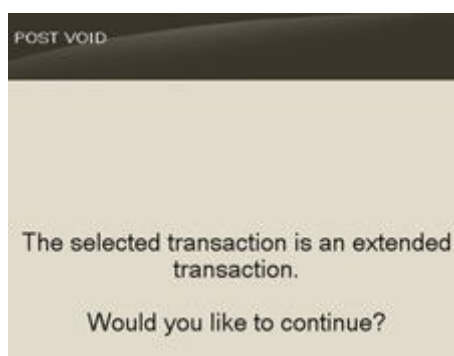 POST VOID
The selected transaction is an extended
transaction.
Would you like to continue?